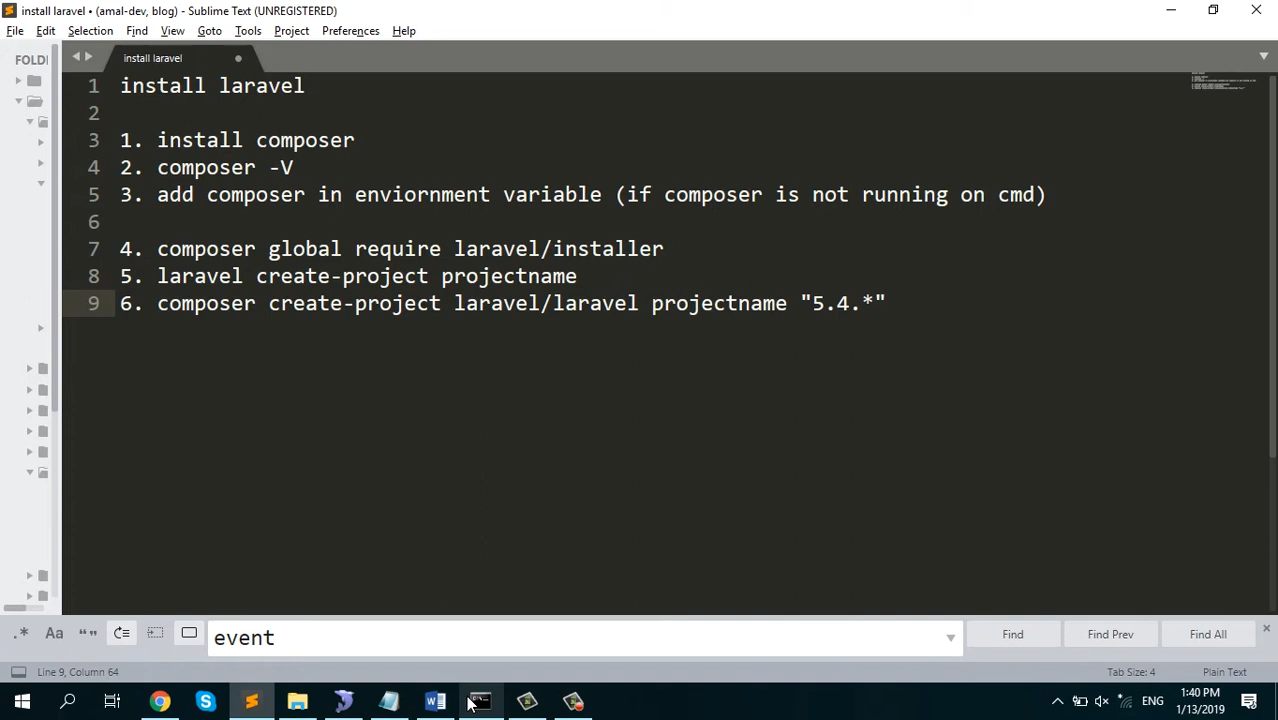 install laravel • (amal-dev, blog) - Sublime Text (UNREGISTERED)
File Edit Selection Find View Goto Tools Project Preferences Help
FOLD
install laravel
1 install laravel
2
3 1. install composer
4 2. composer -V
5 3. add composer in enviornment variable (if composer is not running on cmd)
6
7 4. composer global require laravel/installer
8 5. laravel create-project projectname
9 6. composer create-project laravel/laravel projectname "5.4.*"
.* Aa “” event Find Find Prev Find All
Line 9, Column 64 Tab Size: 4 Plain Text
ENG 1:40 PM
1/13/2019